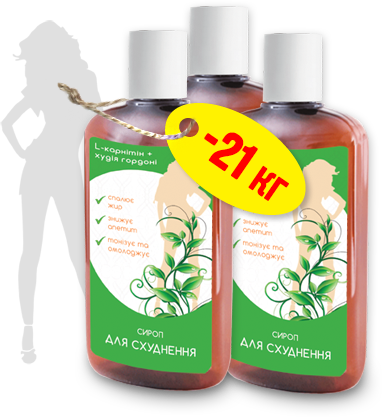 L-карнітін +
худія гордоні
-21 кг
спалює
жир
знижує
апетит
тонізує та
омолоджує
СИРОП
ДЛЯ СХУДНЕННЯ
знижує
апетит
тонізує та
омолоджує
СИРОП
ДЛЯ СХУДНЕННЯ